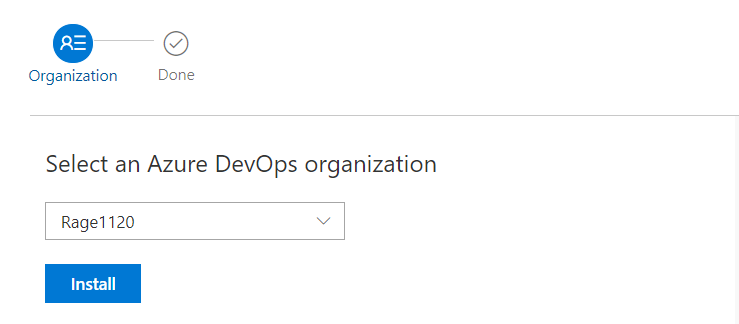 Organization
Done
Select an Azure DevOps organization
Rage1120
Install